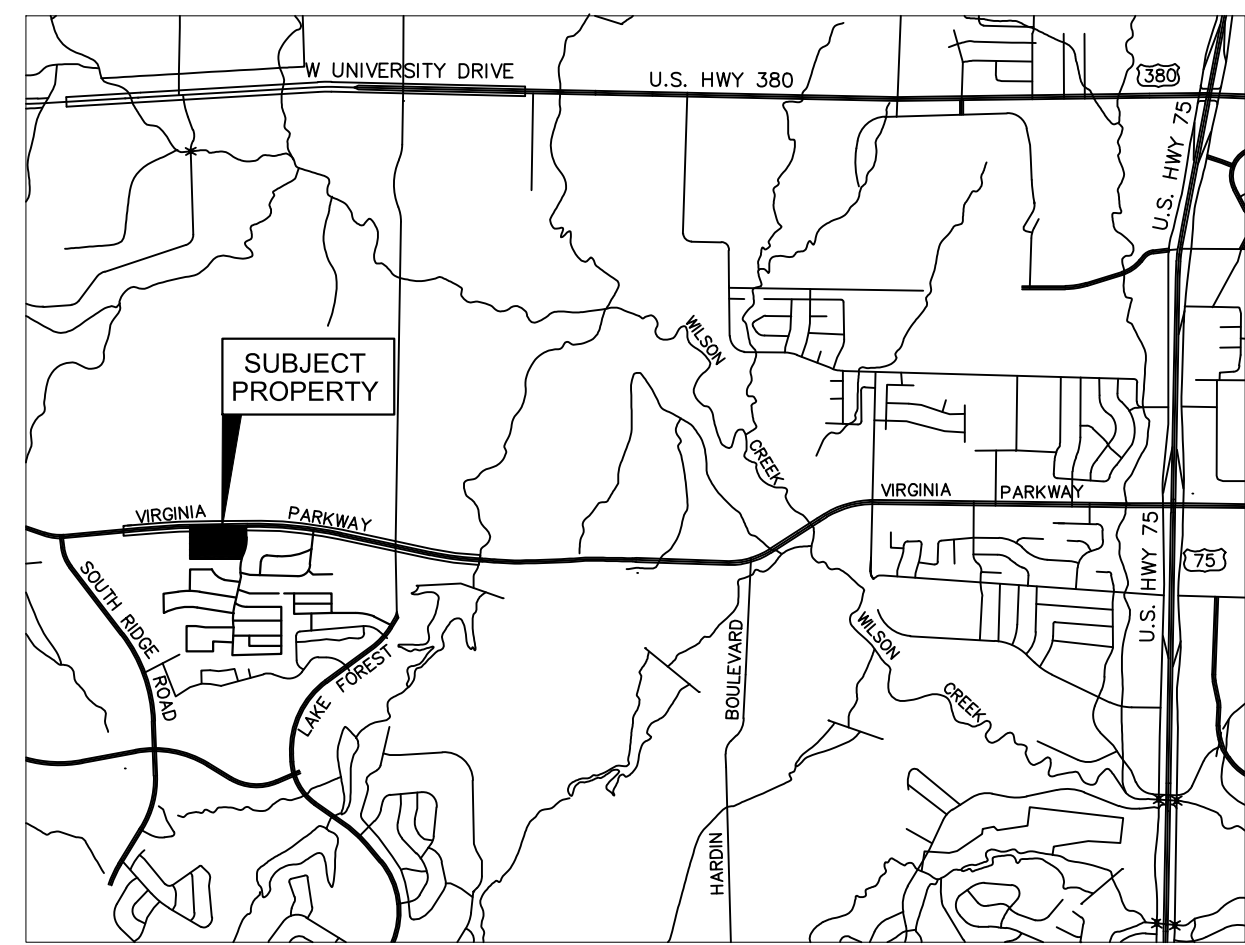 W UNIVERSITY DRIVE
U.S. HWY 380
380
U.S. HWY 75
WILSON
CREEK
SUBJECT
PROPERTY
VIRGINIA PARKWAY
VIRGINIA PARKWAY
U.S. HWY 75
75
SOUTH RIDGE ROAD
LAKE FOREST
HARDIN BOULEVARD
WILSON
CREEK